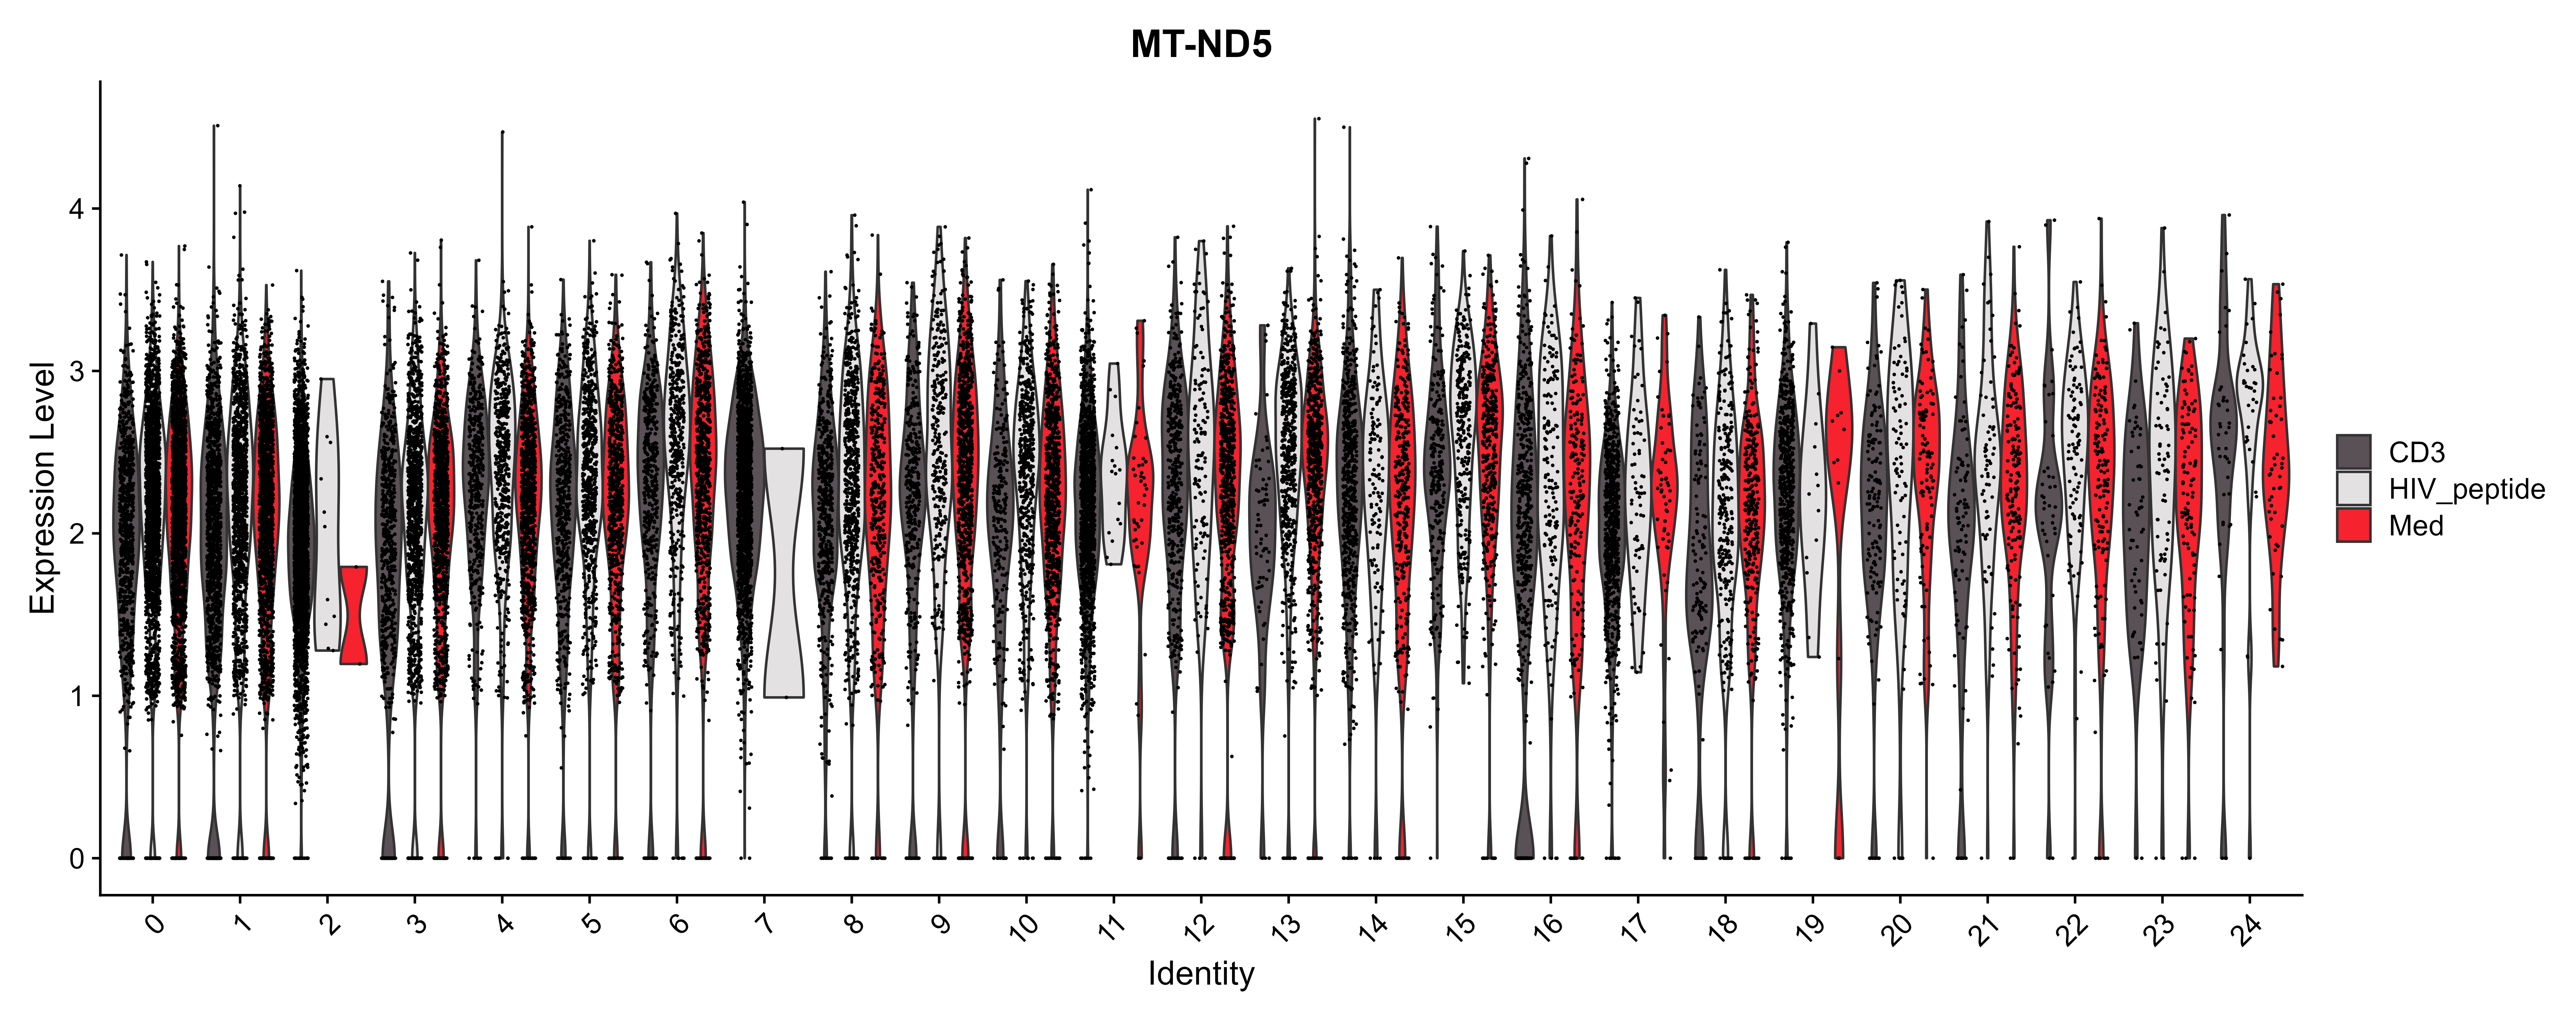 MT-ND5
Expression Level
4
3
2
1
0
0 1 2 3 4 5 6 7 8 9 10 11 12 13 14 15 16 17 18 19 20 21 22 23 24
Identity
CD3
HIV_peptide
Med